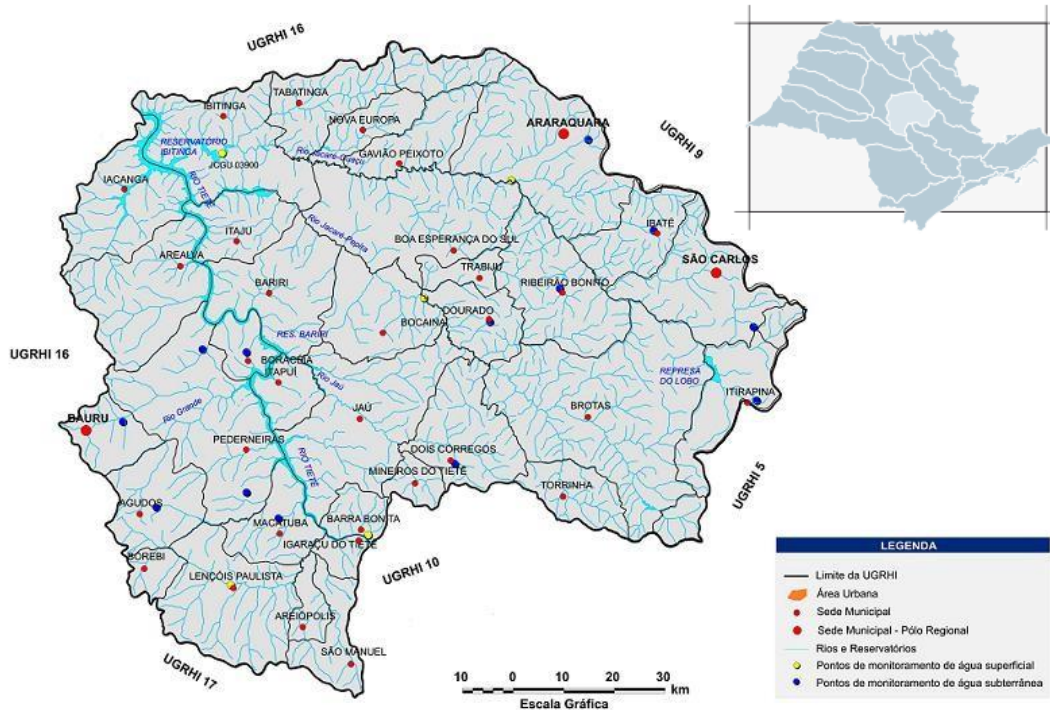 UGRHI 16
TABATINGA
IBITINGA
NOVA EUROPA
ARARAQUARA
UGRHI 9
RESERVATÓRIO
IBITINGA
Rio Jacaré-Guaçu
JCGU 03900
GAVIÃO PEIXOTO
IACANGA
RIO TIETÊ
Rio Jacaré-Pepira
IBATÉ
ITAJÚ
BOA ESPERANÇA DO SUL
AREALVA
SÃO CARLOS
TRABIJÚ
RIBEIRÃO BONITO
BARIRI
DOURADO
BOCAINA
RES. BARIRI
UGRHI 16
BORACÉIA
ITAPUÍ
Rio Jaú
REPRESA
DO LOBO
ITIRAPINA
Rio Grande
JAÚ
BROTAS
BAURU
PEDERNEIRAS
DOIS CORREGOS
RIO TIETÊ
MINEIROS DO TIETÊ
UGRHI 5
TORRINHA
AGUDOS
MACATUBA
BARRA BONITA
IGARAÇU DO TIETÊ
BOREBI
UGRHI 10
LENÇÓIS PAULISTA
AREIÓPOLIS
SÃO MANUEL
UGRHI 17
10 0 10 20 30 km
Escala Gráfica
LEGENDA
Limite da UGRHI
Área Urbana
Sede Municipal
Sede Municipal - Pólo Regional
Rios e Reservatórios
Pontos de monitoramento de água superficial
Pontos de monitoramento de água subterrânea